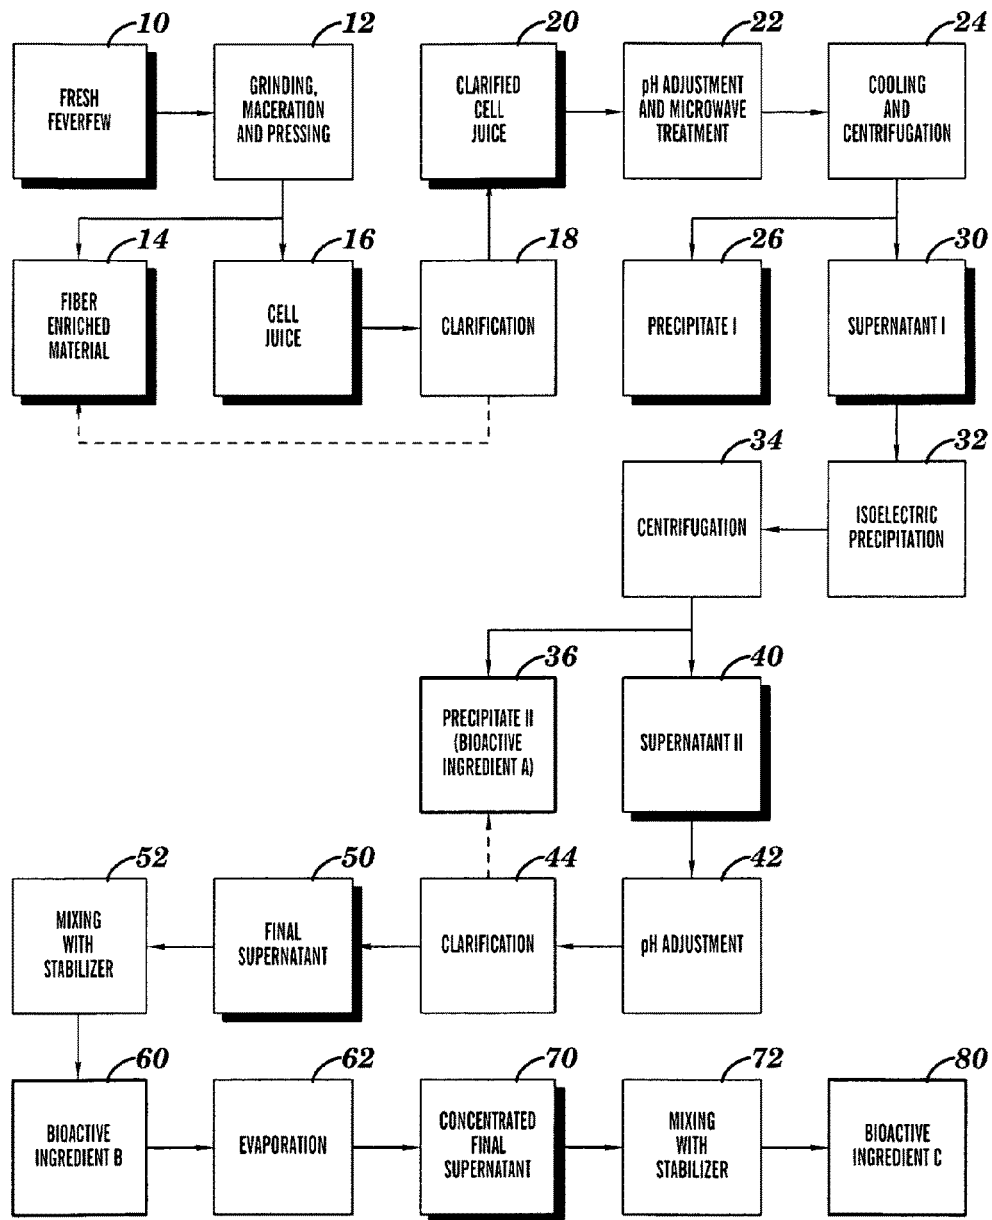 10
FRESH
FEVERFEW
12
GRINDING,
MACERATION
AND PRESSING
20
CLARIFIED
CELL
JUICE
22
pH ADJUSTMENT
AND MICROWAVE
TREATMENT
24
COOLING
AND
CENTRIFUGATION
14
FIBER
ENRICHED
MATERIAL
16
CELL
JUICE
18
CLARIFICATION
26
PRECIPITATE I
30
SUPERNATANT I
34
CENTRIFUGATION
32
ISOELECTRIC
PRECIPITATION
36
PRECIPITATE II
(BIOACTIVE
INGREDIENT A)
40
SUPERNATANT II
52
MIXING
WITH
STABILIZER
50
FINAL
SUPERNATANT
44
CLARIFICATION
42
pH ADJUSTMENT
60
BIOACTIVE
INGREDIENT B
62
EVAPORATION
70
CONCENTRATED
FINAL
SUPERNATANT
72
MIXING
WITH
STABILIZER
80
BIOACTIVE
INGREDIENT C